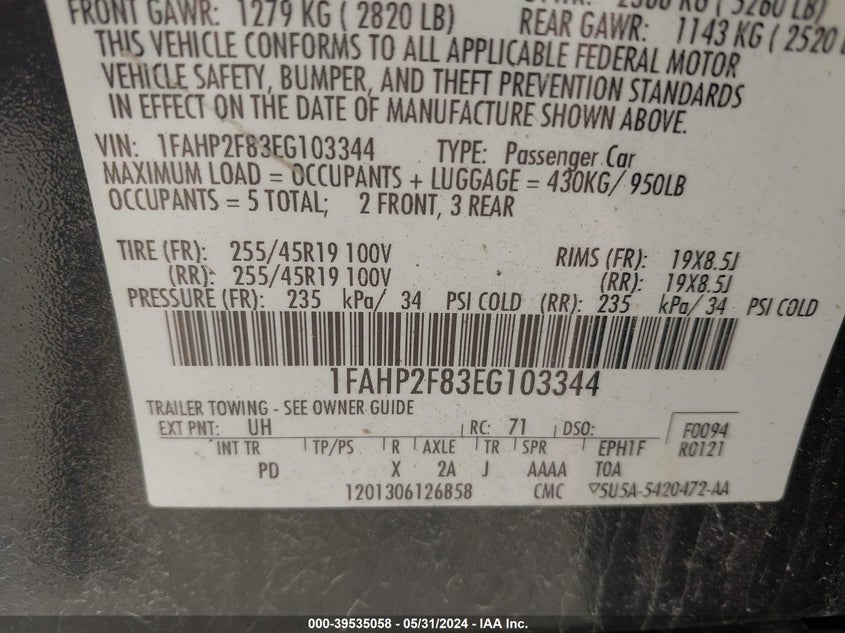 FRONT GAWR: 1279 KG ( 2820 LB)
REAR GAWR: 1143 KG ( 2520
THIS VEHICLE CONFORMS TO ALL APPLICABLE FEDERAL MOTOR
VEHICLE SAFETY, BUMPER, AND THEFT PREVENTION STANDARDS
IN EFFECT ON THE DATE OF MANUFACTURE SHOWN ABOVE.
VIN: 1FAHP2F83EG103344 TYPE: Passenger Car
MAXIMUM LOAD = OCCUPANTS + LUGGAGE = 430KG/ 950LB
OCCUPANTS = 5 TOTAL; 2 FRONT, 3 REAR
TIRE (FR): 255/45R19 100V RIMS (FR): 19X8.5J
(RR): 255/45R19 100V (RR): 19X8.5J
PRESSURE (FR): 235 kPa/ 34 PSI COLD (RR): 235 kPa/ 34 PSI COLD
1FAHP2F83EG103344
TRAILER TOWING - SEE OWNER GUIDE
EXT PNT: UH RC: 71 DSO: F0094
INT TR TP/PS R AXLE TR SPR EPH1F R0121
PD X 2A J AAAA TOA
1201306126858 CMC 5U5A-5420472-AA
000-39535058 - 05/31/2024 - IAA Inc.